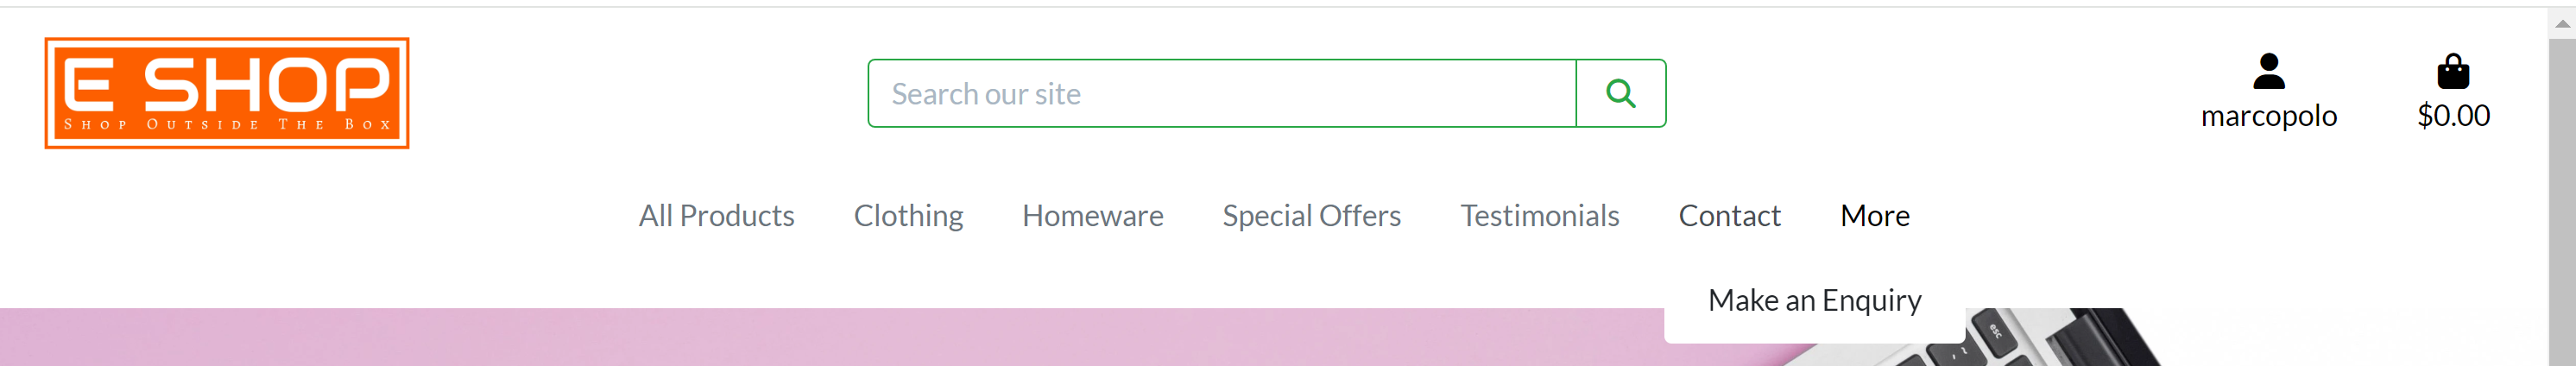 E SHOP
Shop Outside The Box
Search our site
marcopolo
$0.00
All Products
Clothing
Homeware
Special Offers
Testimonials
Contact
More
Make an Enquiry
esc